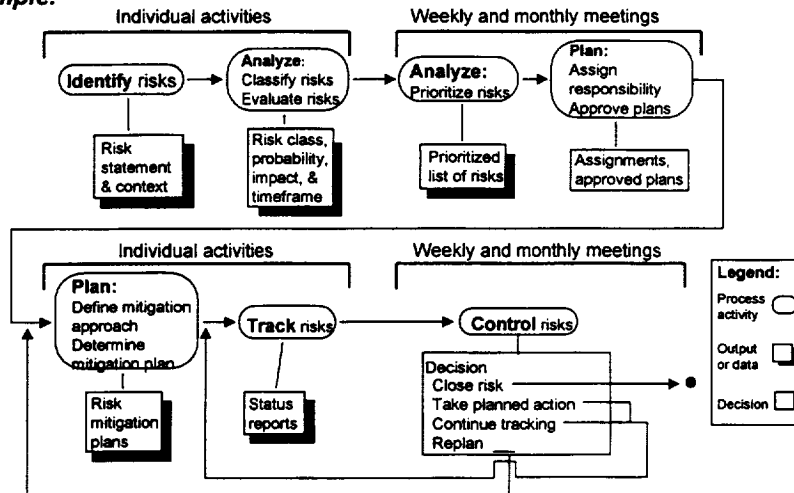 mple:
Individual activities
Weekly and monthly meetings
Identify risks
Analyze:
Classify risks
Evaluate risks
Analyze:
Prioritize risks
Plan:
Assign
responsibility
Approve plans
Risk
statement
& context
Risk class,
probability,
impact, &
timeframe
Prioritized
list of risks
Assignments,
approved plans
Individual activities
Weekly and monthly meetings
Plan:
Define mitigation
approach
Determine
mitigation plan
Track risks
Control risks
Risk
mitigation
plans
Status
reports
Decision
Close risk
Take planned action
Continue tracking
Replan
Legend:
Process
activity
Output
or data
Decision